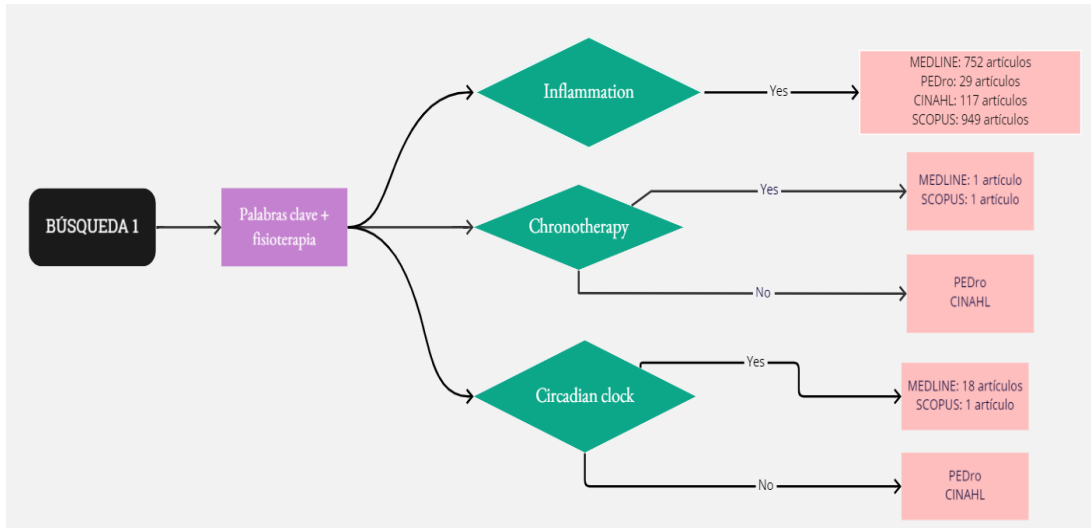 BÚSQUEDA 1
Palabras clave +
fisioterapia
Inflammation
Yes
MEDLINE: 752 artículos
PEDro: 29 artículos
CINAHL: 117 artículos
SCOPUS: 949 artículos
Chronotherapy
Yes
MEDLINE: 1 artículo
SCOPUS: 1 artículo
No
PEDro
CINAHL
Circadian clock
Yes
MEDLINE: 18 artículos
SCOPUS: 1 artículo
No
PEDro
CINAHL